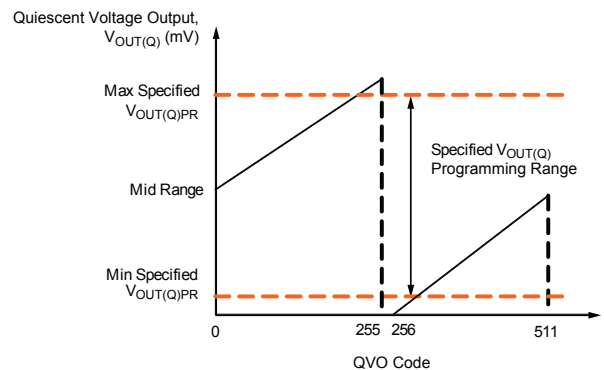 Quiescent Voltage Output,
VOUT(Q) (mV)
Max Specified
VOUT(Q)PR
Specified VOUT(Q)
Programming Range
Mid Range
Min Specified
VOUT(Q)PR
0
255
256
511
QVO Code